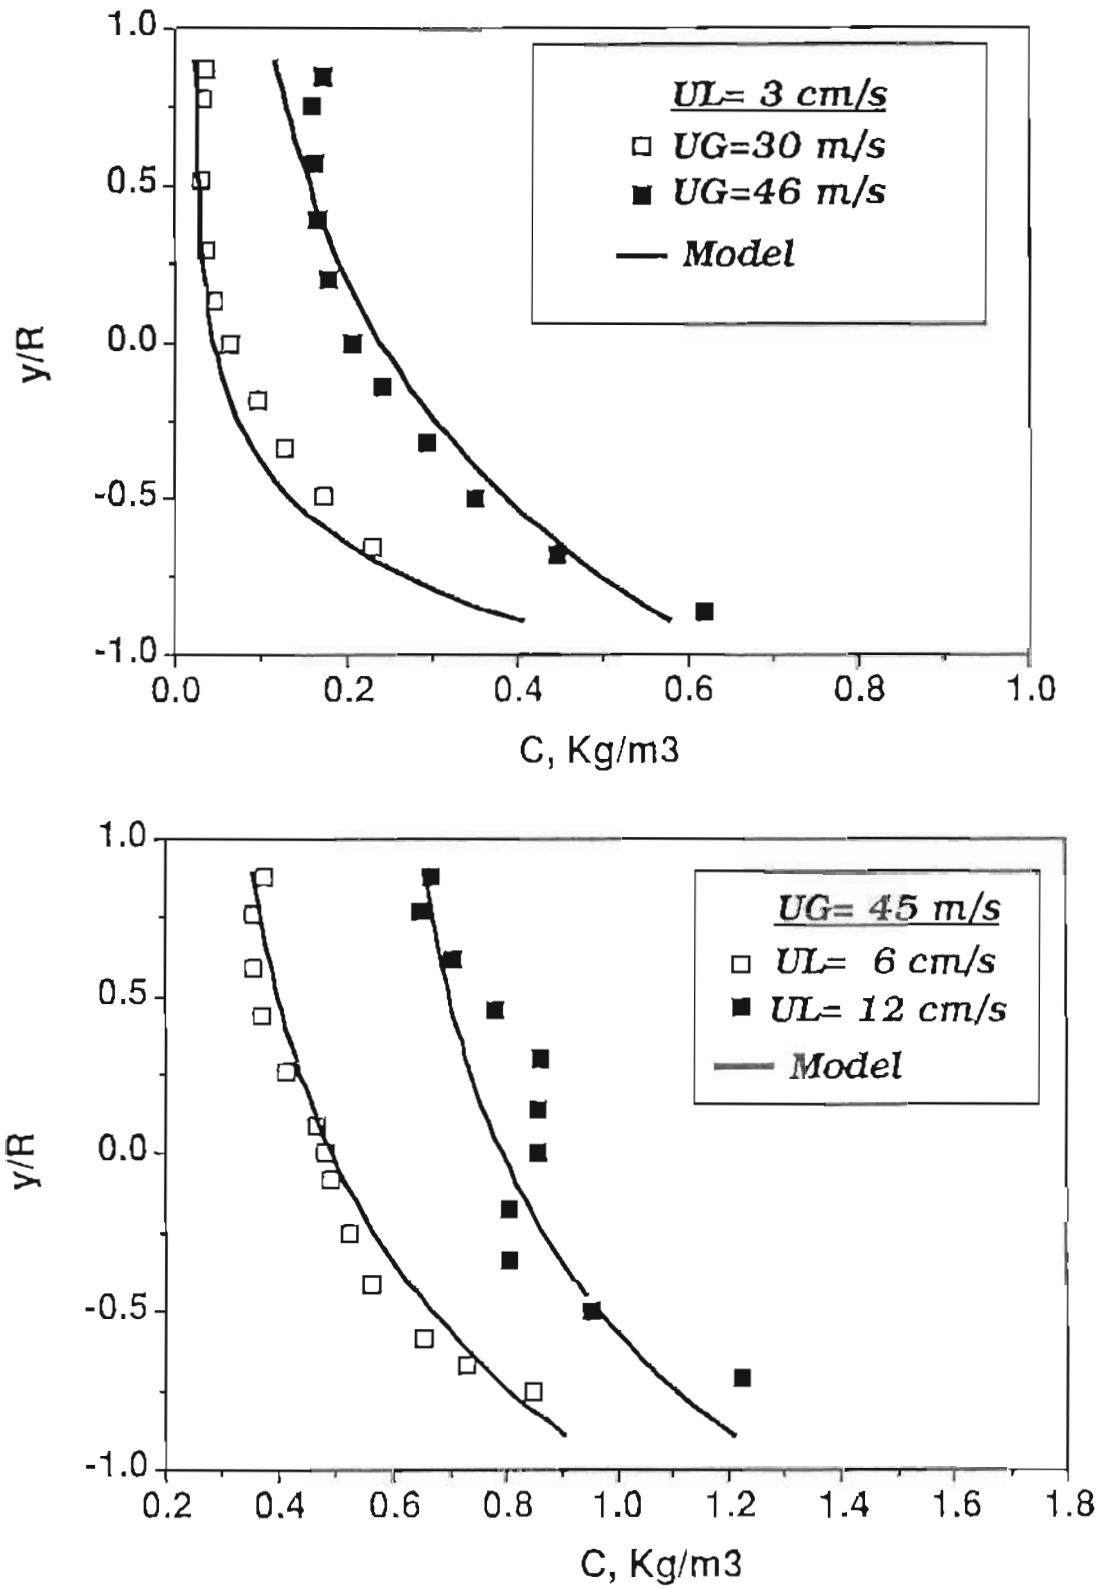 1.0
0.5
0.0
-0.5
-1.0
y/R
UL= 3 cm/s
UG=30 m/s
UG=46 m/s
Model
0.0 0.2 0.4 0.6 0.8 1.0
C, Kg/m3
1.0
0.5
0.0
-0.5
-1.0
y/R
UG= 45 m/s
UL= 6 cm/s
UL= 12 cm/s
Model
0.2 0.4 0.6 0.8 1.0 1.2 1.4 1.6 1.8
C, Kg/m3